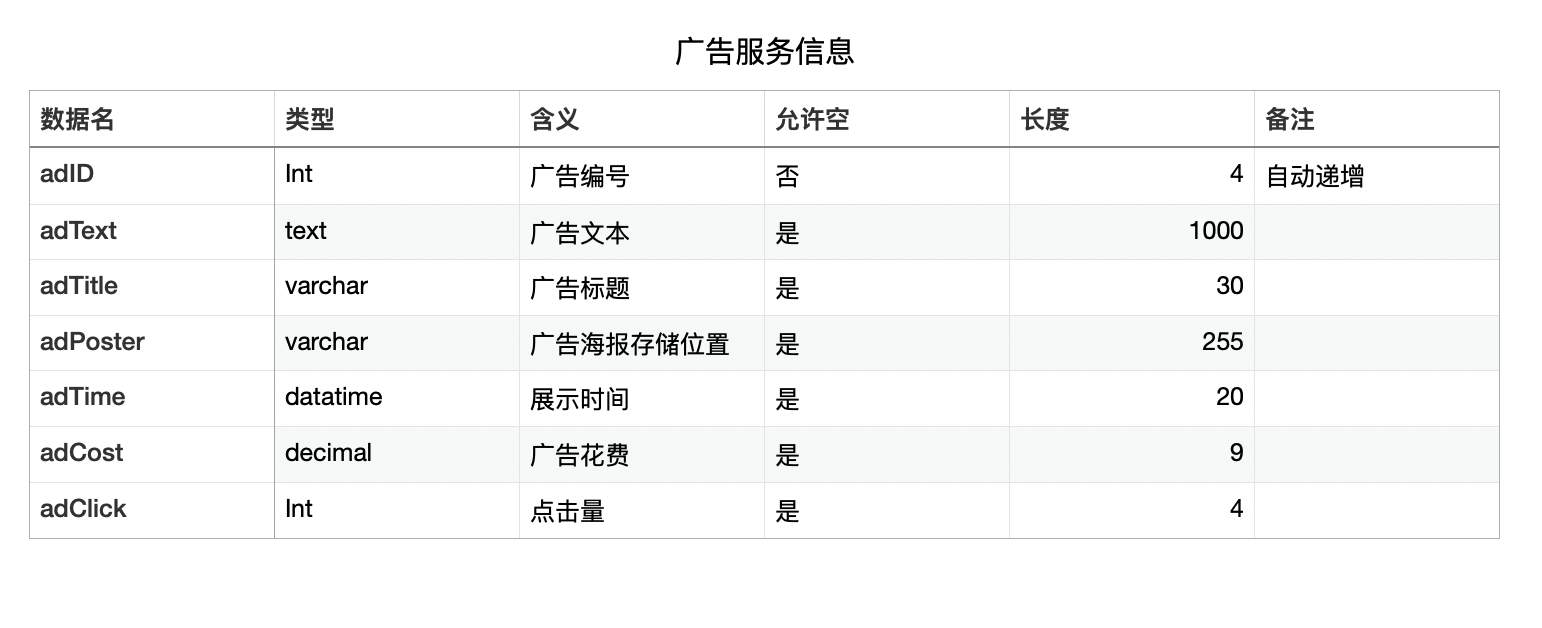 广告服务信息
数据名 类型 含义 允许空 长度 备注
adID Int 广告编号 否 4 自动递增
adText text 广告文本 是 1000
adTitle varchar 广告标题 是 30
adPoster varchar 广告海报存储位置 是 255
adTime datatime 展示时间 是 20
adCost decimal 广告花费 是 9
adClick Int 点击量 是 4